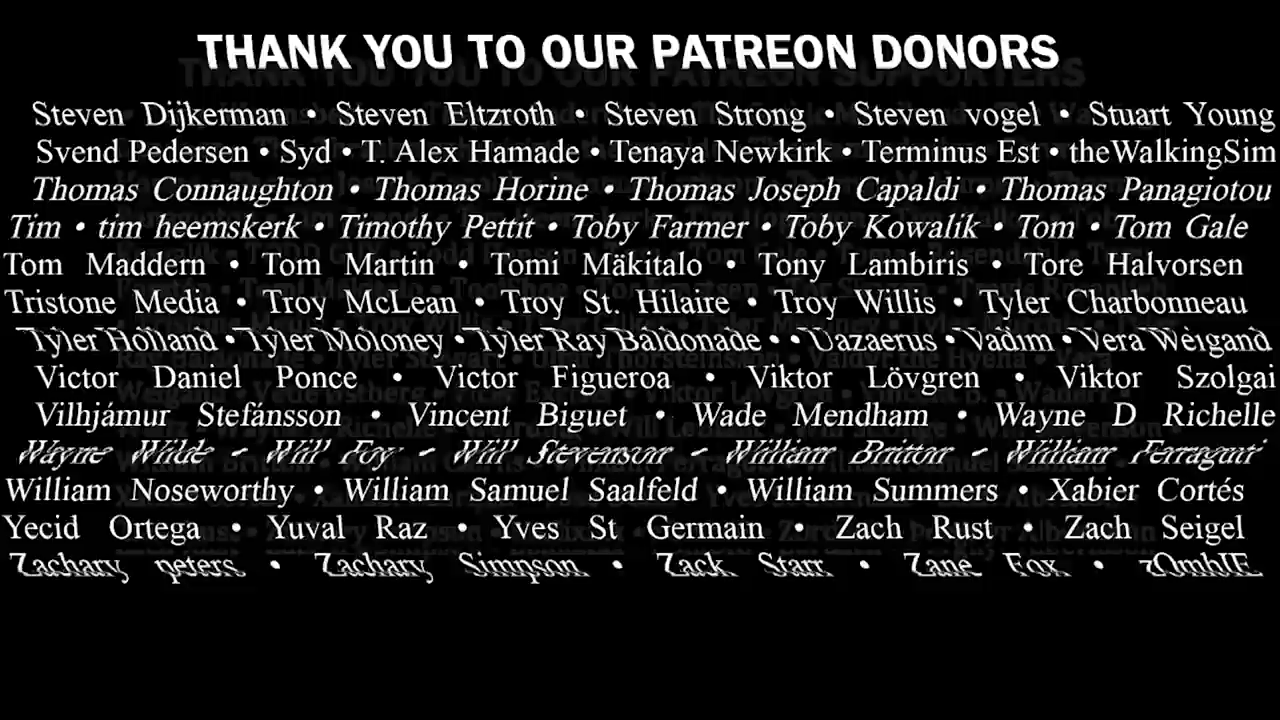 THANK YOU TO OUR PATREON DONORS
Steven Dijkerman • Steven Eltzroth • Steven Strong • Steven vogel • Stuart Young
Svend Pedersen • Syd • T. Alex Hamade • Tenaya Newkirk • Terminus Est • theWalkingSim
Thomas Connaughton • Thomas Horine • Thomas Joseph Capaldi • Thomas Panagiotou
Tim • tim heemskerk • Timothy Pettit • Toby Farmer • Toby Kowalik • Tom • Tom Gale
Tom Maddern • Tom Martin • Tomi Mäkitalo • Tony Lambiris • Tore Halvorsen
Tristone Media • Troy McLean • Troy St. Hilaire • Troy Willis • Tyler Charbonneau
Tyler Holland • Tyler Moloney • Tyler Ray Baldonade • • Vazaerus • Vadim • Vera Weigand
Victor Daniel Ponce • Victor Figueroa • Viktor Lövgren • Viktor Szolgai
Vilhjámur Stefánsson • Vincent Biguet • Wade Mendham • Wayne D Richelle
Wayne Wilde • Will Foy • Will Stevenson • William Britton • William Ferragut
William Noseworthy • William Samuel Saalfeld • William Summers • Xabier Cortés
Yecid Ortega • Yuval Raz • Yves St Germain • Zach Rust • Zach Seigel
Zachary peters • Zachary Simpson • Zack Starr • Zane Fox • zOmbIE